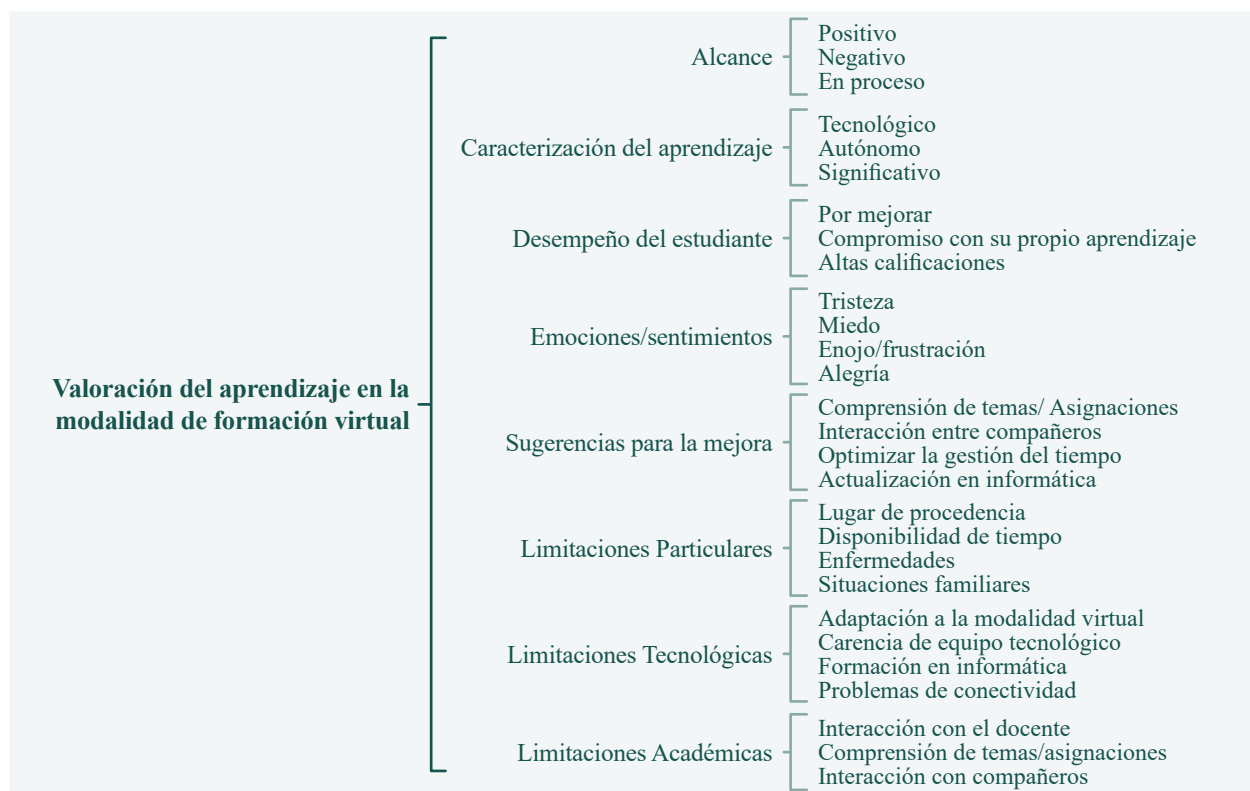 Valoración del aprendizaje en la
modalidad de formación virtual
Alcance
Positivo
Negativo
En proceso
Caracterización del aprendizaje
Tecnológico
Autónomo
Significativo
Desempeño del estudiante
Por mejorar
Compromiso con su propio aprendizaje
Altas calificaciones
Emociones/sentimientos
Tristeza
Miedo
Enojo/frustración
Alegría
Sugerencias para la mejora
Comprensión de temas/ Asignaciones
Interacción entre compañeros
Optimizar la gestión del tiempo
Actualización en informática
Limitaciones Particulares
Lugar de procedencia
Disponibilidad de tiempo
Enfermedades
Situaciones familiares
Limitaciones Tecnológicas
Adaptación a la modalidad virtual
Carencia de equipo tecnológico
Formación en informática
Problemas de conectividad
Limitaciones Académicas
Interacción con el docente
Comprensión de temas/asignaciones
Interacción con compañeros